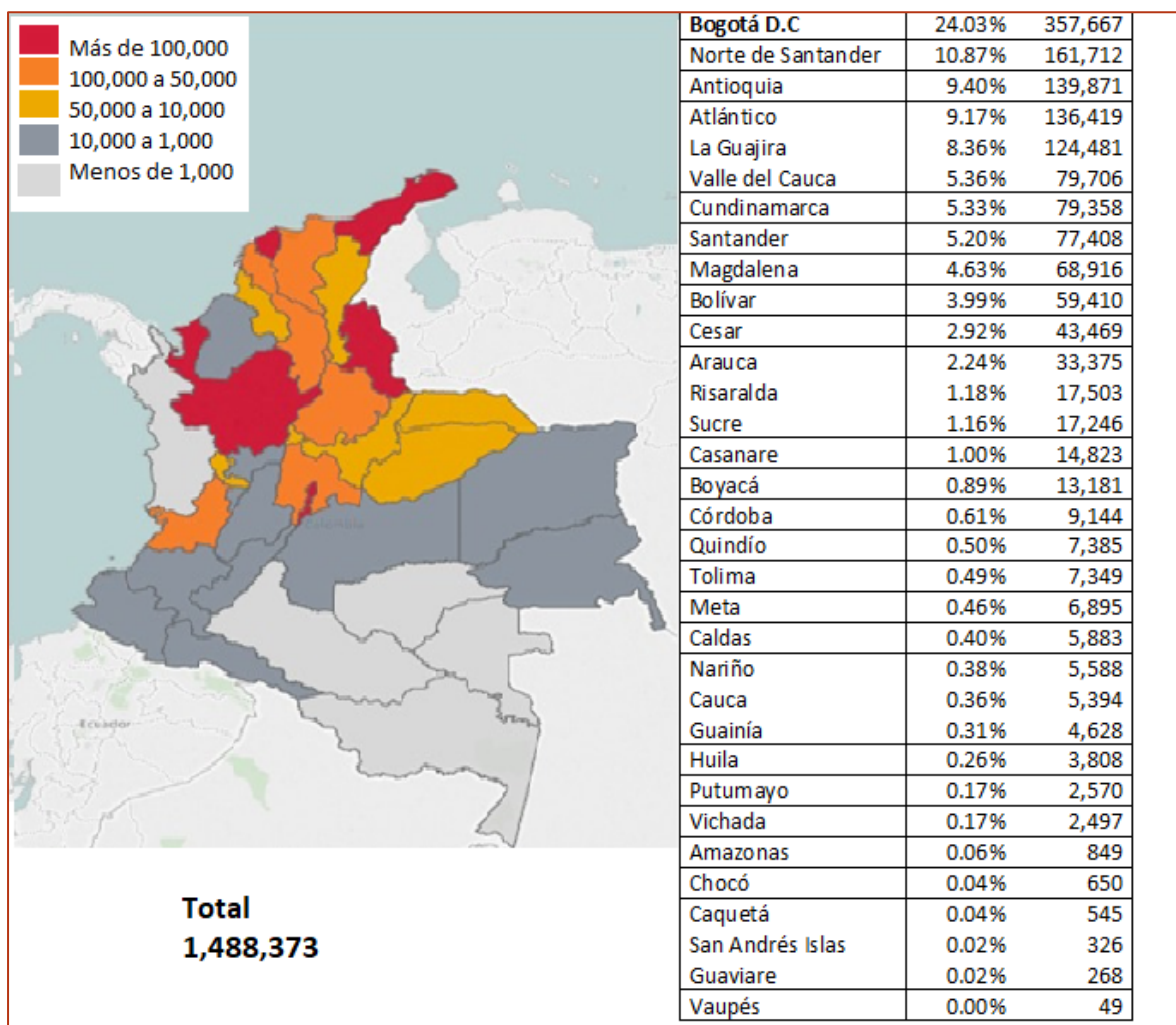 Más de 100,000
100,000 a 50,000
50,000 a 10,000
10,000 a 1,000
Menos de 1,000
Colombia
Ecuador
Total
1,488,373
Bogotá D.C 24.03% 357,667
Norte de Santander 10.87% 161,712
Antioquia 9.40% 139,871
Atlántico 9.17% 136,419
La Guajira 8.36% 124,481
Valle del Cauca 5.36% 79,706
Cundinamarca 5.33% 79,358
Santander 5.20% 77,408
Magdalena 4.63% 68,916
Bolívar 3.99% 59,410
Cesar 2.92% 43,469
Arauca 2.24% 33,375
Risaralda 1.18% 17,503
Sucre 1.16% 17,246
Casanare 1.00% 14,823
Boyacá 0.89% 13,181
Córdoba 0.61% 9,144
Quindío 0.50% 7,385
Tolima 0.49% 7,349
Meta 0.46% 6,895
Caldas 0.40% 5,883
Nariño 0.38% 5,588
Cauca 0.36% 5,394
Guainía 0.31% 4,628
Huila 0.26% 3,808
Putumayo 0.17% 2,570
Vichada 0.17% 2,497
Amazonas 0.06% 849
Chocó 0.04% 650
Caquetá 0.04% 545
San Andrés Islas 0.02% 326
Guaviare 0.02% 268
Vaupés 0.00% 49